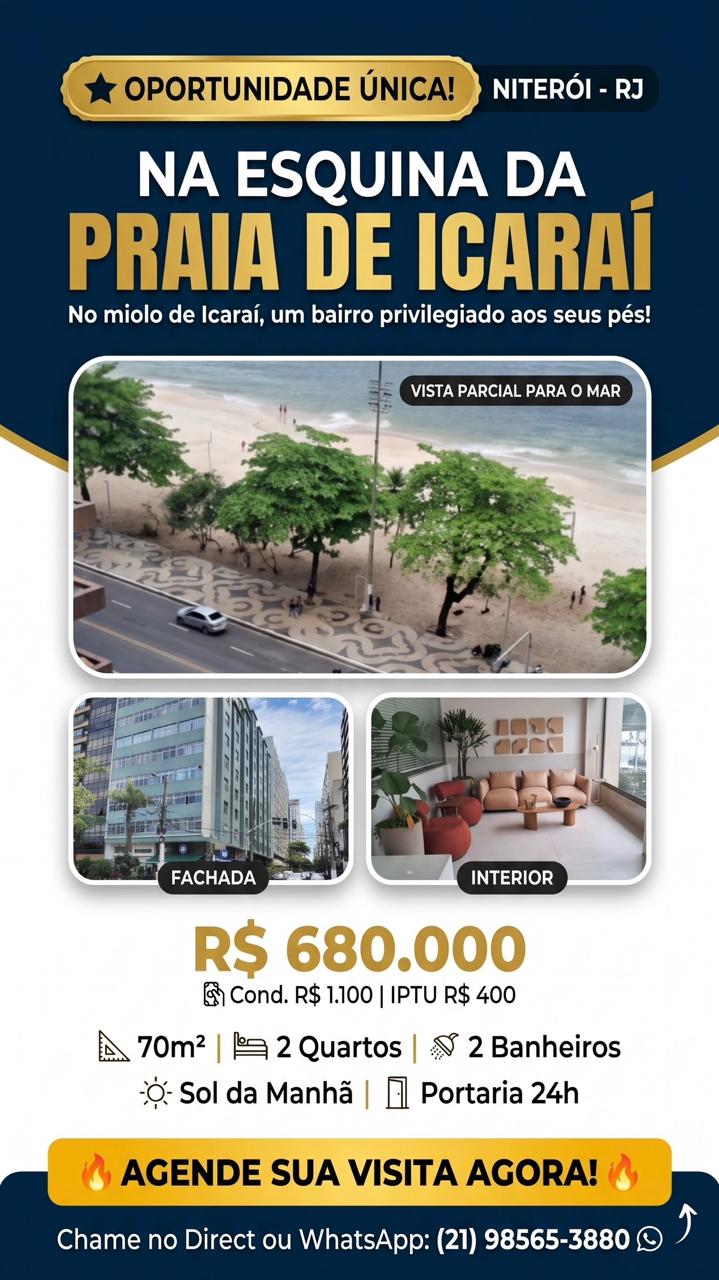 OPORTUNIDADE ÚNICA!
NITERÓI - RJ
NA ESQUINA DA
PRAIA DE ICARAÍ
No miolo de Icaraí, um bairro privilegiado aos seus pés!
VISTA PARCIAL PARA O MAR
FACHADA
INTERIOR
R$ 680.000
Cond. R$ 1.100 | IPTU R$ 400
70m² | 2 Quartos | 2 Banheiros
Sol da Manhã | Portaria 24h
AGENDE SUA VISITA AGORA!
Chame no Direct ou WhatsApp: (21) 98565-3880